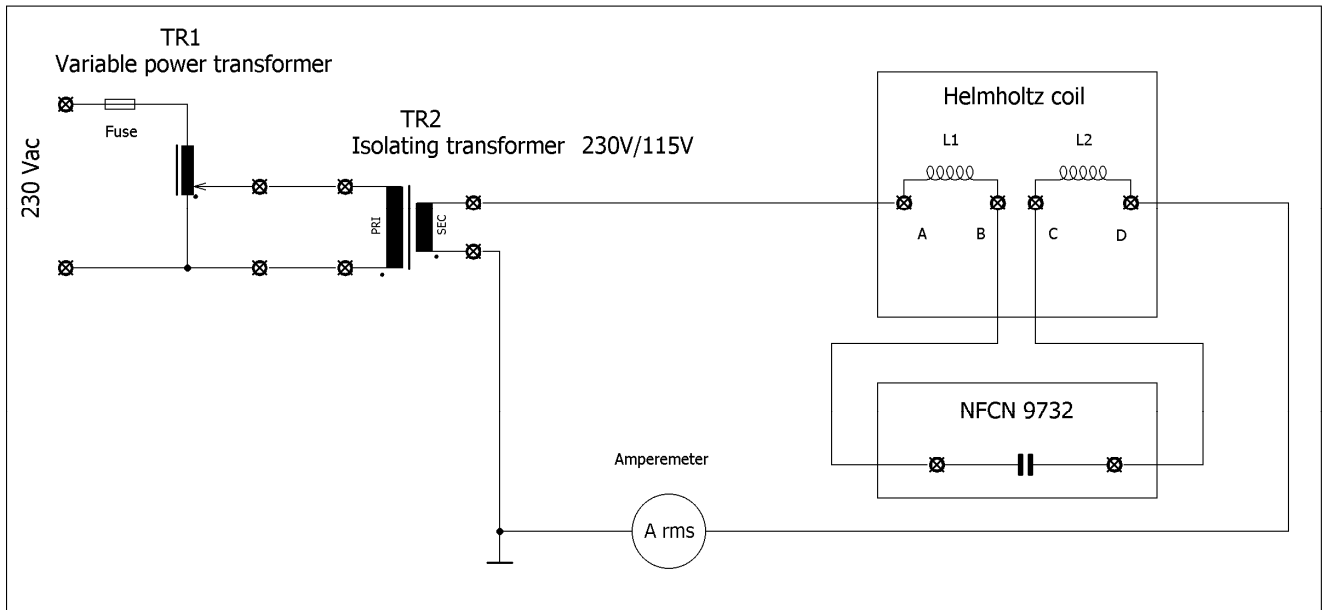 TR1
Variable power transformer
Fuse
230 Vac
TR2
Isolating transformer 230V/115V
PRI
SEC
Helmholtz coil
L1
L2
A
B
C
D
NFCN 9732
Amperemeter
A rms